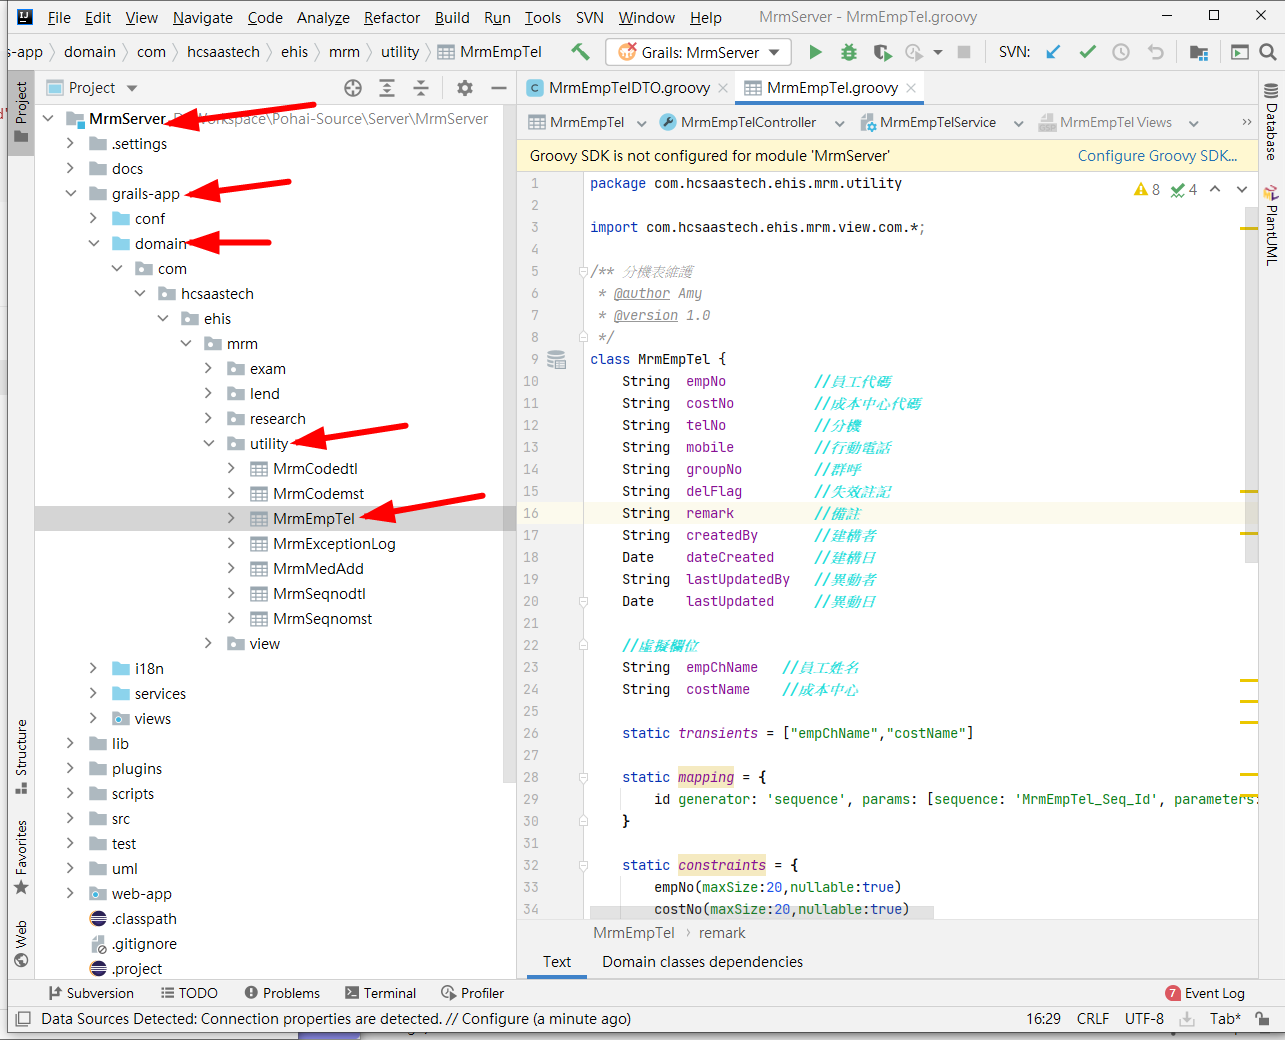 File Edit View Navigate Code Analyze Refactor Build Run Tools SVN Window Help MrmServer - MrmEmpTel.groovy
s-app domain com hcsaastech ehis mrm utility MrmEmpTel Grails: MrmServer SVN:
Project
MrmEmpTelDTO.groovy MrmEmpTel.groovy
MrmEmpTel MrmEmpTelController MrmEmpTelService MrmEmpTel Views
Groovy SDK is not configured for module 'MrmServer' Configure Groovy SDK...
8 4
Project
Structure
Favorites
Web
Database
PlantUML
MrmServer Workspace\Pohai-Source\Server\MrmServer
.settings
docs
grails-app
conf
domain
com
hcsaastech
ehis
mrm
exam
lend
research
utility
MrmCodedtl
MrmCodemst
MrmEmpTel
MrmExceptionLog
MrmMedAdd
MrmSeqnodtl
MrmSeqnomst
view
i18n
services
views
lib
plugins
scripts
src
test
uml
web-app
.classpath
.gitignore
.project
1 package com.hcsaastech.ehis.mrm.utility
2
3 import com.hcsaastech.ehis.mrm.view.com.*;
4
5 /** 分機表維護
6 * @author Amy
7 * @version 1.0
8 */
9 class MrmEmpTel {
10 String empNo //員工代碼
11 String costNo //成本中心代碼
12 String telNo //分機
13 String mobile //行動電話
14 String groupNo //群呼
15 String delFlag //失效註記
16 String remark //備註
17 String createdBy //建構者
18 Date dateCreated //建構日
19 String lastUpdatedBy //異動者
20 Date lastUpdated //異動日
21
22 //虛擬欄位
23 String empChName //員工姓名
24 String costName //成本中心
25
26 static transients = ["empChName","costName"]
27
28 static mapping = {
29 id generator: 'sequence', params: [sequence: 'MrmEmpTel_Seq_Id', parameters:
30 }
31
32 static constraints = {
33 empNo(maxSize:20,nullable:true)
34 costNo(maxSize:20,nullable:true)
MrmEmpTel remark
Text Domain classes dependencies
Subversion TODO Problems Terminal Profiler 7 Event Log
Data Sources Detected: Connection properties are detected. // Configure (a minute ago) 16:29 CRLF UTF-8 Tab*